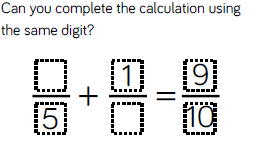 Can you complete the calculation using
the same digit?
1 9
+ =
5 10